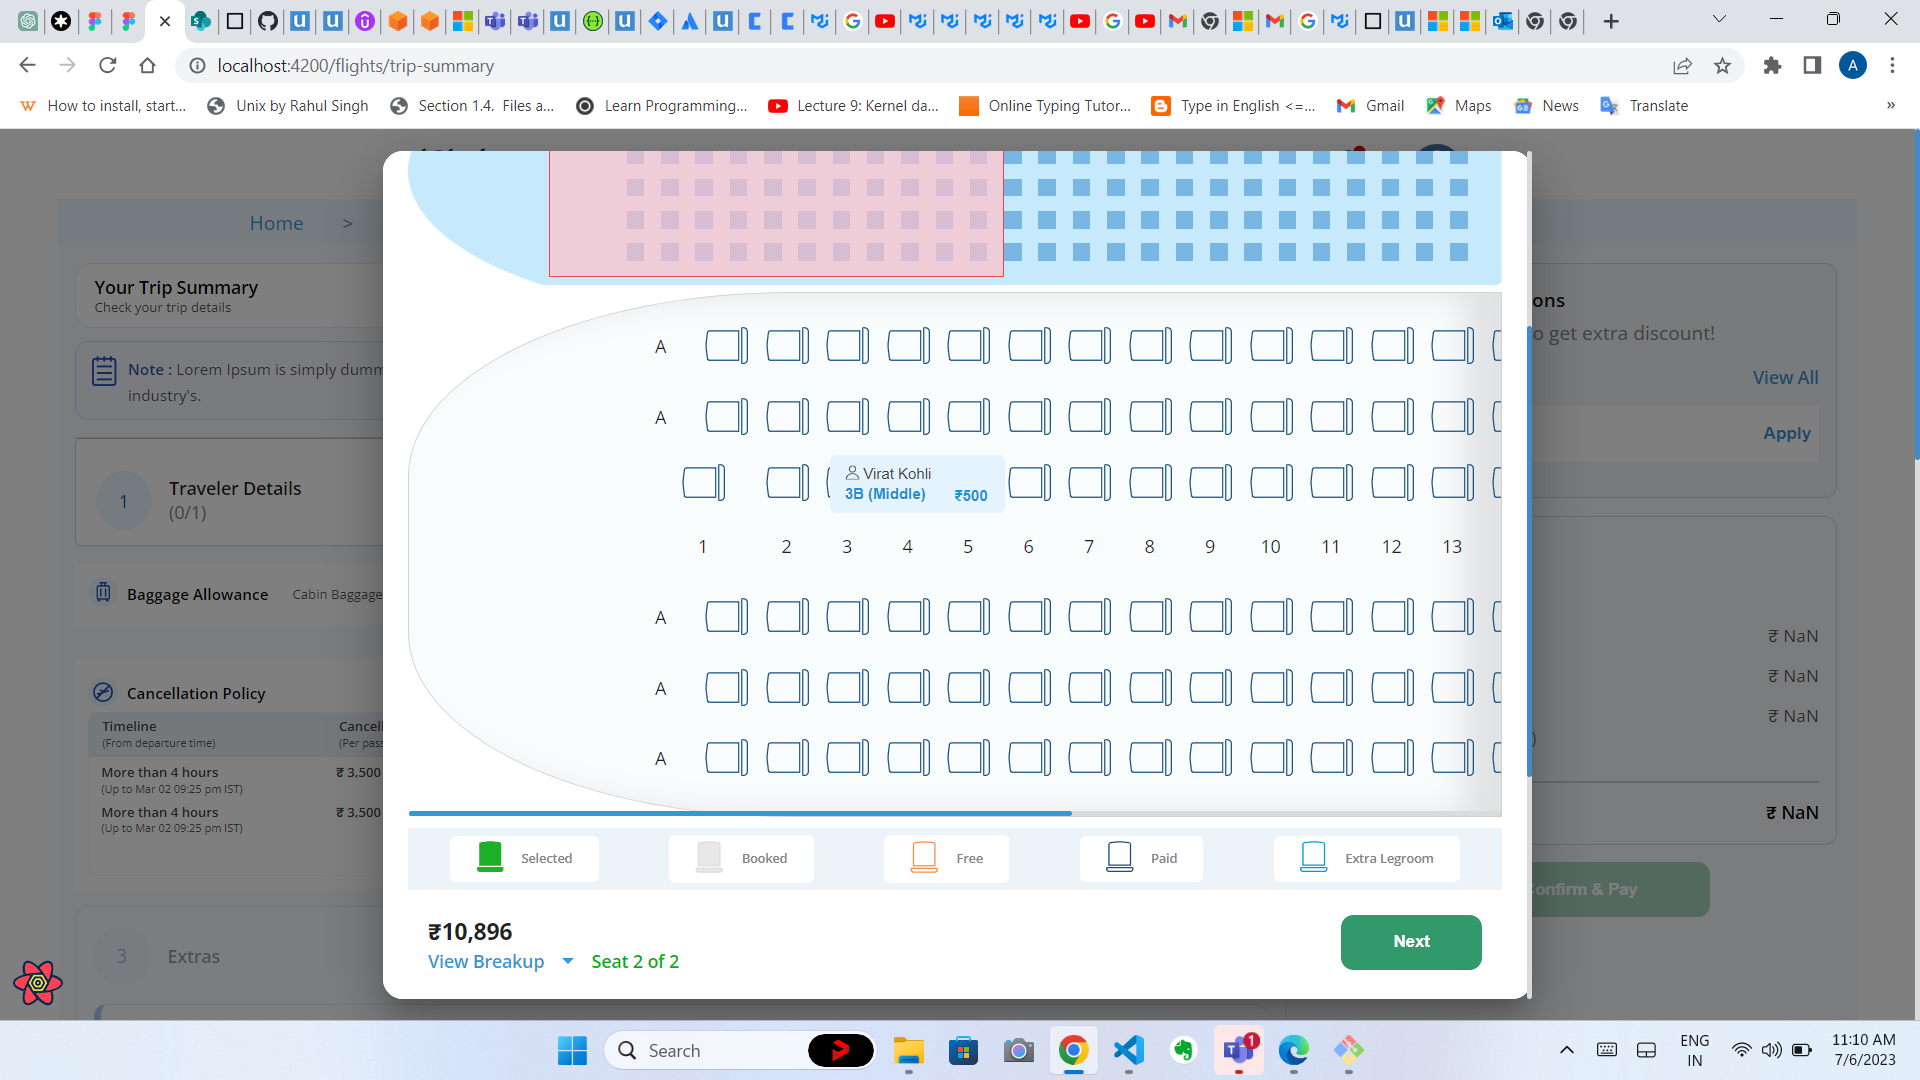 localhost:4200/flights/trip-summary
A
How to install, start...
Unix by Rahul Singh
Section 1.4. Files a...
Learn Programming...
Lecture 9: Kernel da...
Online Typing Tutor...
Type in English <=...
Gmail
Maps
News
Translate
»
Home >
Your Trip Summary
Check your trip details
Note : Lorem Ipsum is simply dumm
industry's.
1
Traveler Details
(0/1)
Baggage Allowance Cabin Baggage
Cancellation Policy
Timeline Cancell
(From departure time) (Per pass
More than 4 hours ₹ 3,500
(Up to Mar 02 09:25 pm IST)
More than 4 hours ₹ 3,500
(Up to Mar 02 09:25 pm IST)
3 Extras
A
A
Virat Kohli
3B (Middle) ₹500
1 2 3 4 5 6 7 8 9 10 11 12 13
A
A
A
Selected Booked Free Paid Extra Legroom
₹10,896
View Breakup Seat 2 of 2
Next
ons
o get extra discount!
View All
Apply
₹ NaN
₹ NaN
₹ NaN
)
₹ NaN
onfirm & Pay
Search
1
ENG
IN
11:10 AM
7/6/2023